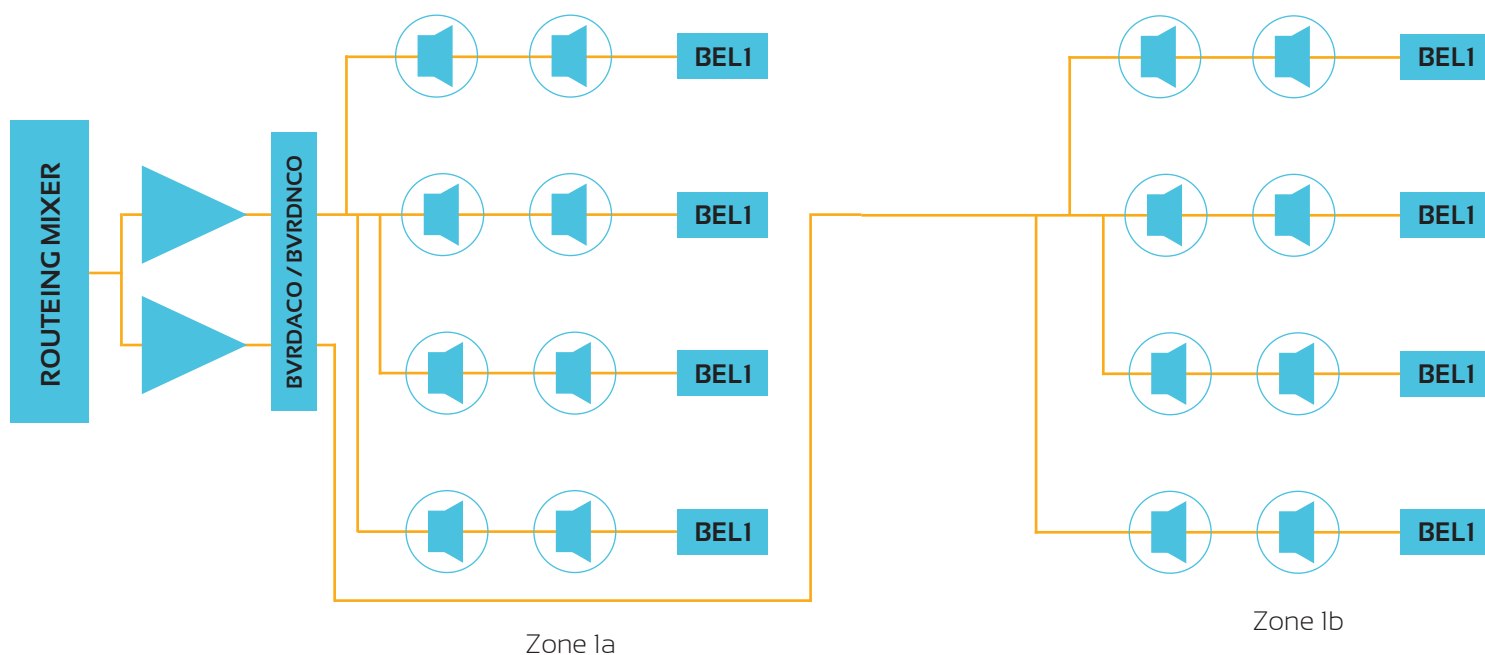 ROUTEING MIXER
BVRDACO / BVRDNCO
BEL1
BEL1
BEL1
BEL1
Zone 1a
BEL1
BEL1
BEL1
BEL1
Zone 1b